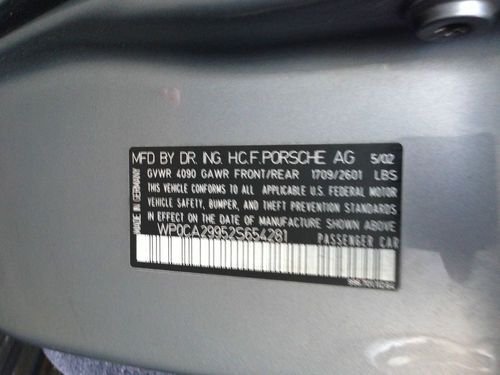 MFD BY DR. ING. H.C.F. PORSCHE AG 5/02
GVWR 4090 GAWR FRONT/REAR 1709/2601 LBS
THIS VEHICLE CONFORMS TO ALL APPLICABLE U.S. FEDERAL MOTOR
VEHICLE SAFETY, BUMPER, AND THEFT PREVENTION STANDARDS
IN EFFECT ON THE DATE OF MANUFACTURE SHOWN ABOVE.
WP0CA29952S654281 PASSENGER CAR
MADE IN GERMANY